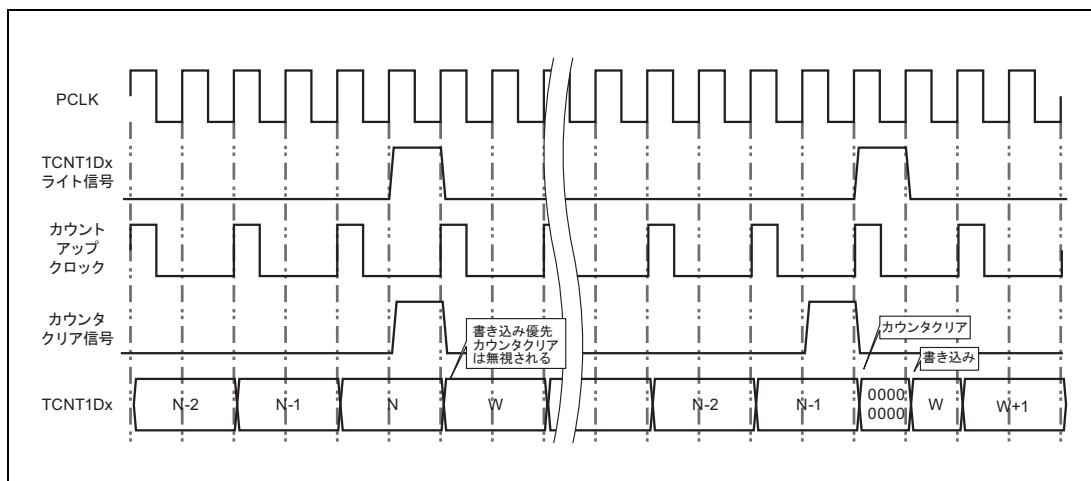 PCLK
TCNT1Dx
ライト信号
カウント
アップ
クロック
カウンタ
クリア信号
書き込み優先
カウンタクリア
は無視される
カウンタクリア
書き込み
TCNT1Dx
N-2
N-1
N
W
N-2
N-1
0000
0000
W
W+1